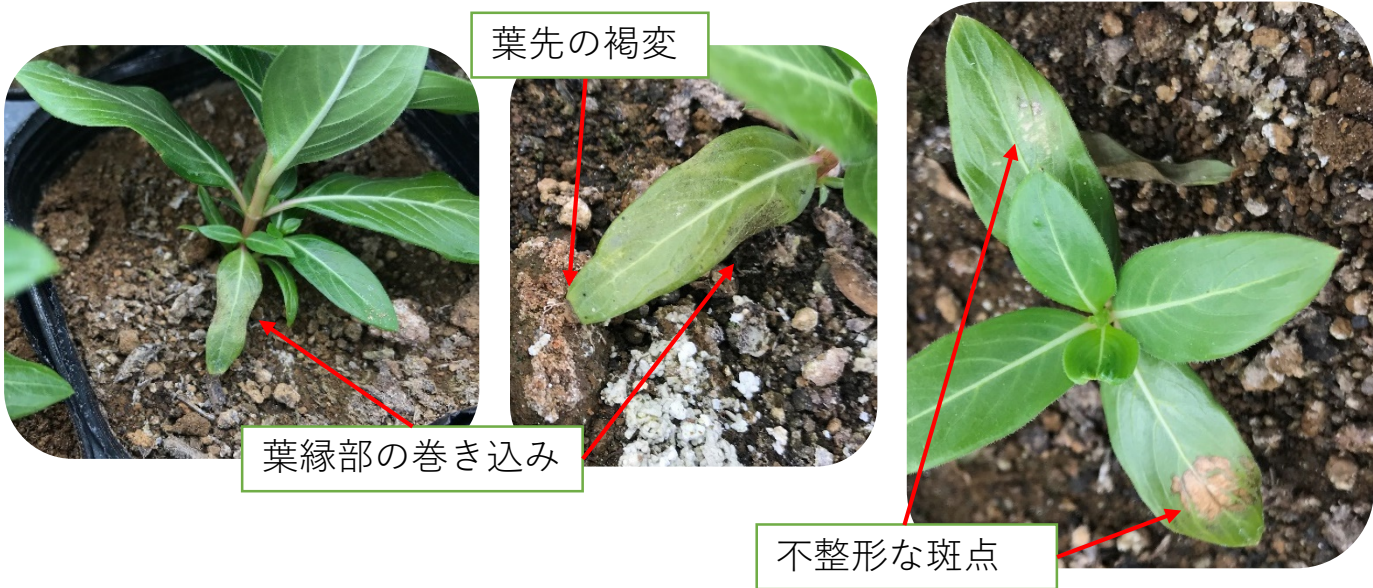 葉先の褐変
葉縁部の巻き込み
不整形な斑点